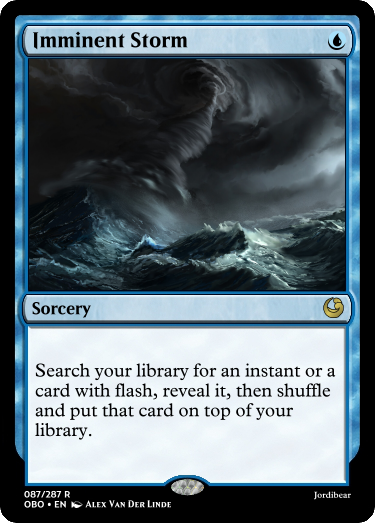 Imminent Storm
Sorcery
Search your library for an instant or a
card with flash, reveal it, then shuffle
and put that card on top of your
library.
087/287 R
OBO • EN Alex Van Der Linde
Jordibear